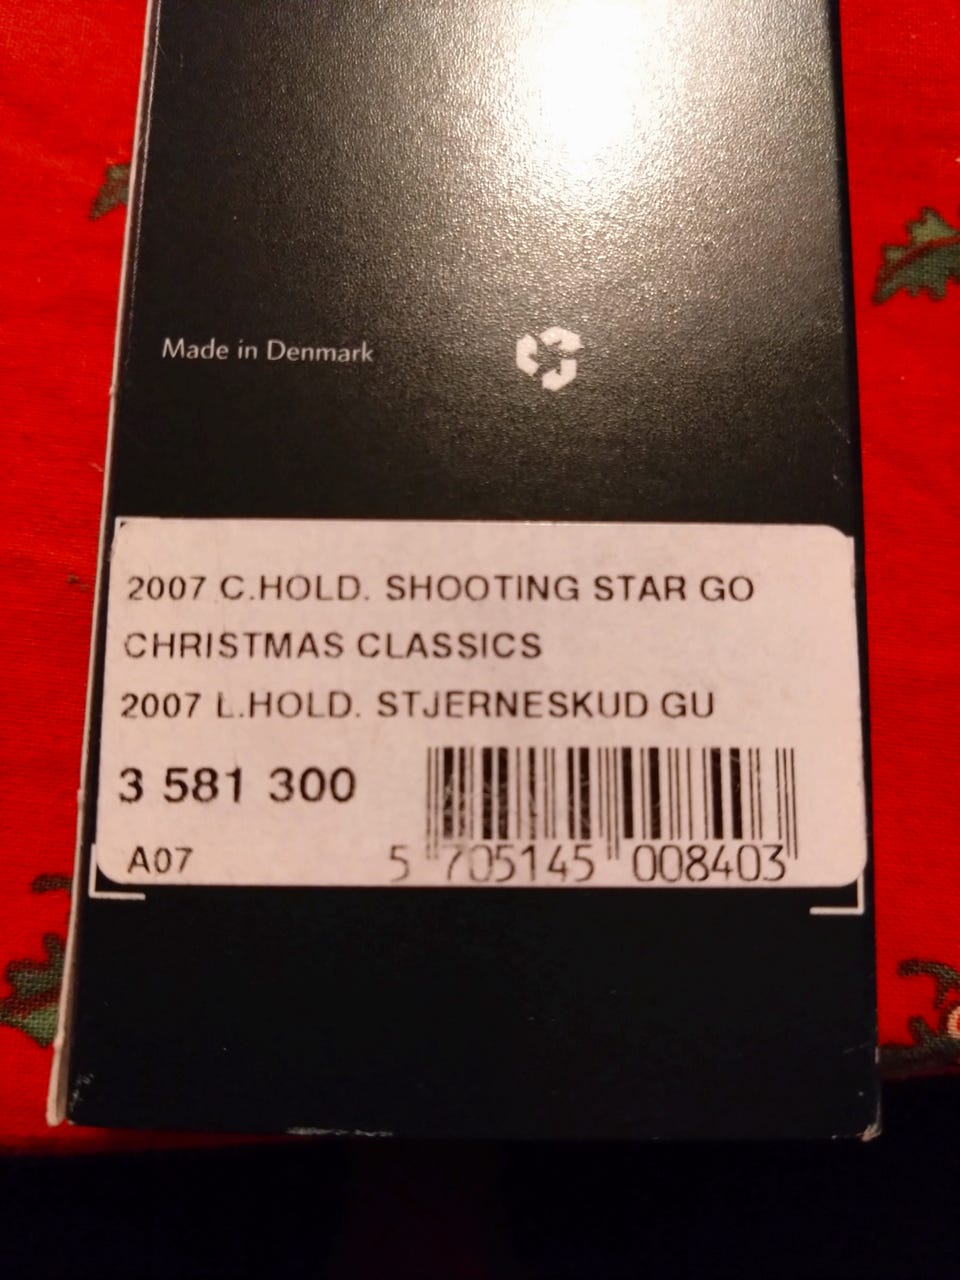 Made in Denmark
2007 C.HOLD. SHOOTING STAR GO
CHRISTMAS CLASSICS
2007 L.HOLD. STJERNESKUD GU
3 581 300
A07
5 705145 008403